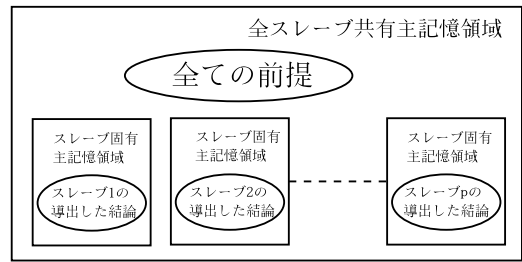 全スレーブ共有主記憶領域
全ての前提
スレーブ固有
主記憶領域
スレーブ1の
導出した結論
スレーブ固有
主記憶領域
スレーブ2の
導出した結論
スレーブ固有
主記憶領域
スレーブpの
導出した結論